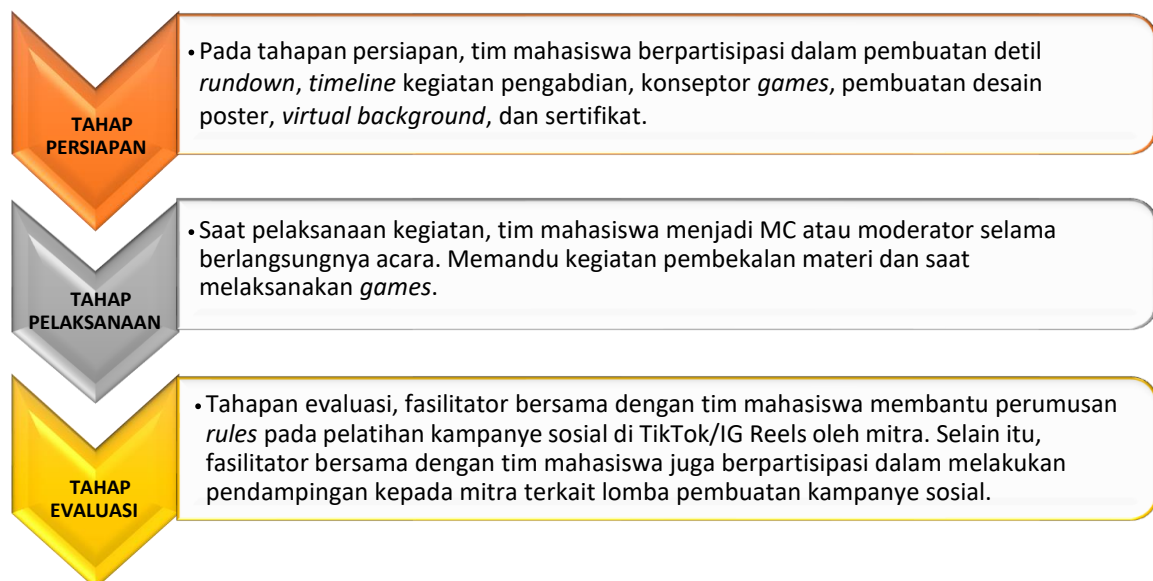 TAHAP
PERSIAPAN
• Pada tahapan persiapan, tim mahasiswa berpartisipasi dalam pembuatan detil
rundown, timeline kegiatan pengabdian, konseptor games, pembuatan desain
poster, virtual background, dan sertifikat.
TAHAP
PELAKSANAAN
• Saat pelaksanaan kegiatan, tim mahasiswa menjadi MC atau moderator selama
berlangsungnya acara. Memandu kegiatan pembekalan materi dan saat
melaksanakan games.
TAHAP
EVALUASI
• Tahapan evaluasi, fasilitator bersama dengan tim mahasiswa membantu perumusan
rules pada pelatihan kampanye sosial di TikTok/IG Reels oleh mitra. Selain itu,
fasilitator bersama dengan tim mahasiswa juga berpartisipasi dalam melakukan
pendampingan kepada mitra terkait lomba pembuatan kampanye sosial.